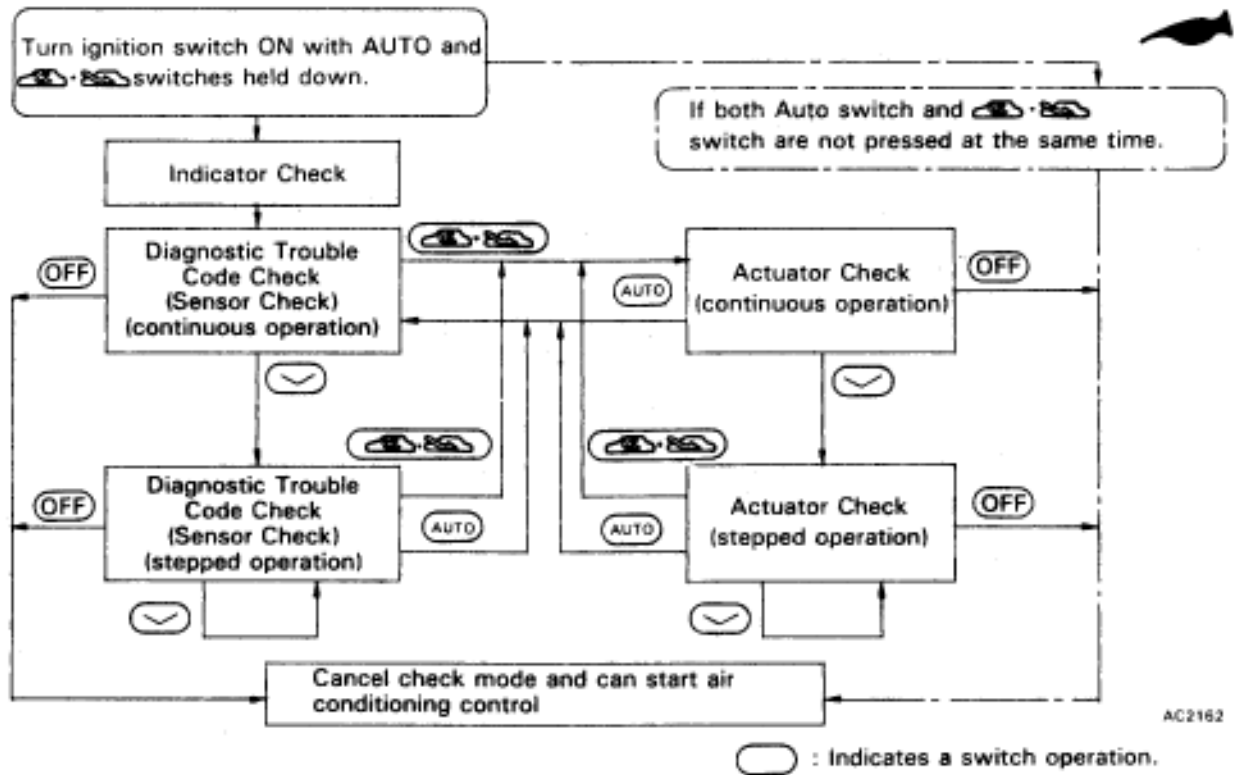 Turn ignition switch ON with AUTO and
switches held down.
If both Auto switch and
switch are not pressed at the same time.
Indicator Check
Diagnostic Trouble
Code Check
(Sensor Check)
(continuous operation)
OFF
AUTO
Actuator Check
(continuous operation)
OFF
Diagnostic Trouble
Code Check
(Sensor Check)
(stepped operation)
OFF
AUTO
AUTO
Actuator Check
(stepped operation)
OFF
Cancel check mode and can start air
conditioning control
AC2162
: Indicates a switch operation.